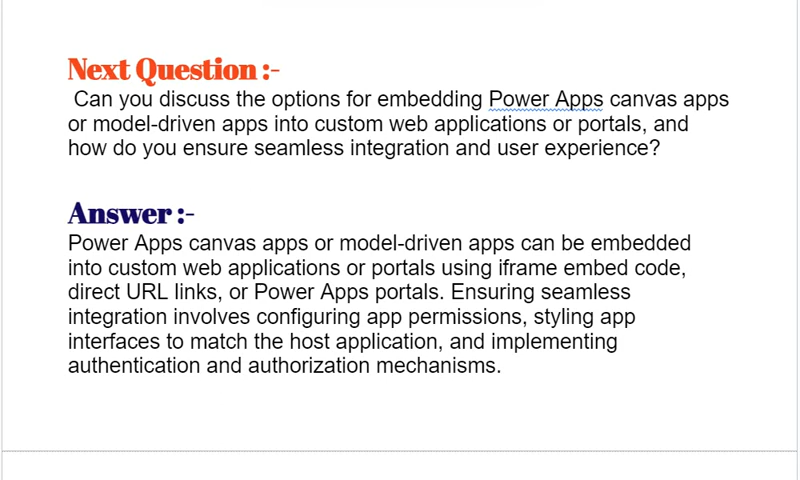 Next Question :-
Can you discuss the options for embedding Power Apps canvas apps
or model-driven apps into custom web applications or portals, and
how do you ensure seamless integration and user experience?
Answer :-
Power Apps canvas apps or model-driven apps can be embedded
into custom web applications or portals using iframe embed code,
direct URL links, or Power Apps portals. Ensuring seamless
integration involves configuring app permissions, styling app
interfaces to match the host application, and implementing
authentication and authorization mechanisms.